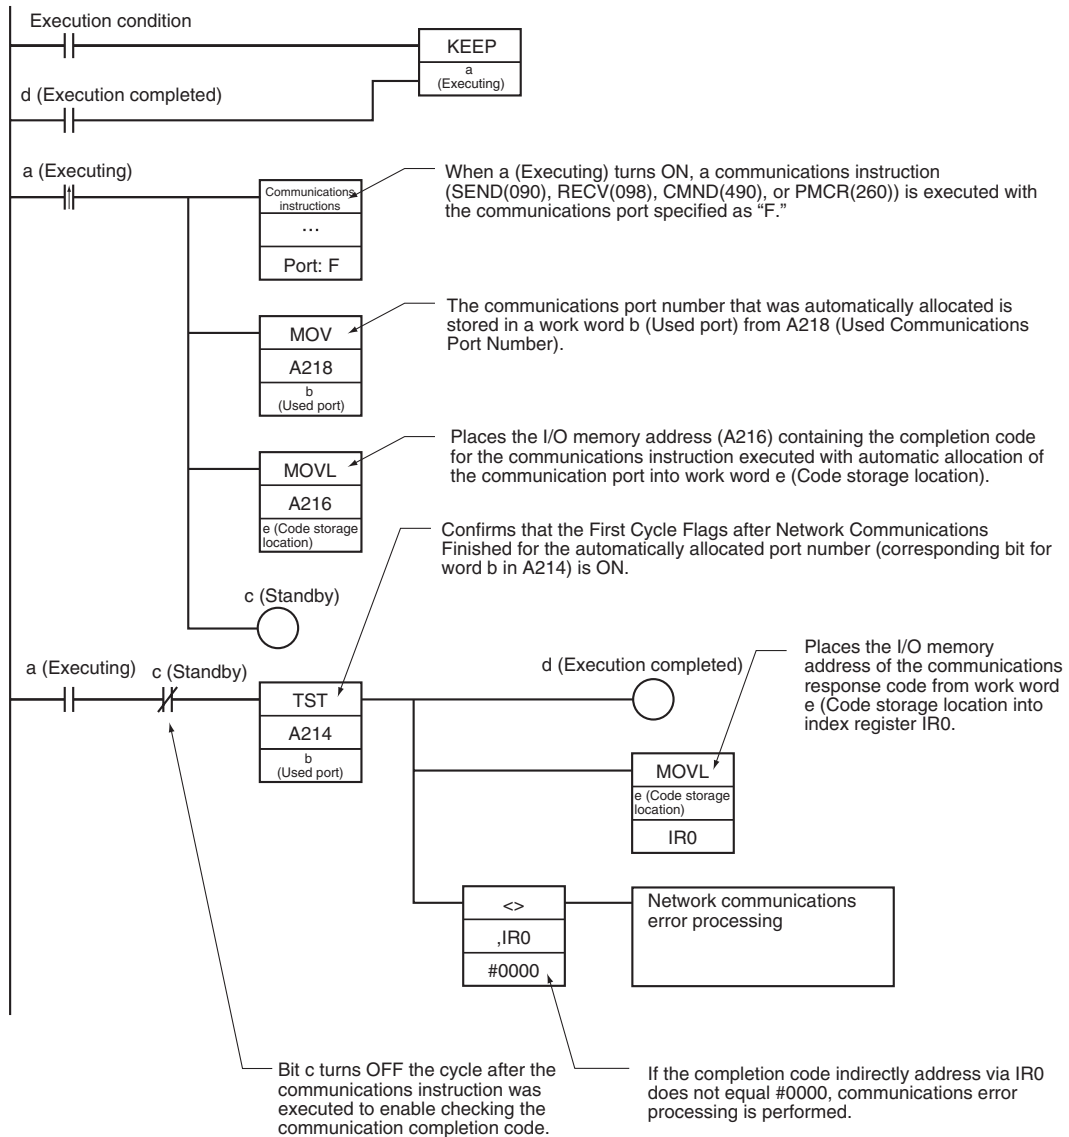 Execution condition
KEEP
a
(Executing)
d (Execution completed)
a (Executing)
Communications
instructions
...
Port: F
When a (Executing) turns ON, a communications instruction
(SEND(090), RECV(098), CMND(490), or PMCR(260)) is executed with
the communications port specified as “F.”
MOV
A218
b
(Used port)
The communications port number that was automatically allocated is
stored in a work word b (Used port) from A218 (Used Communications
Port Number).
MOVL
A216
e (Code storage
location)
Places the I/O memory address (A216) containing the completion code
for the communications instruction executed with automatic allocation of
the communication port into work word e (Code storage location).
Confirms that the First Cycle Flags after Network Communications
Finished for the automatically allocated port number (corresponding bit for
word b in A214) is ON.
c (Standby)
a (Executing)
c (Standby)
TST
A214
b
(Used port)
d (Execution completed)
Places the I/O memory
address of the communications
response code from work word
e (Code storage location into
index register IR0.
MOVL
e (Code storage
location)
IR0
<>
,IR0
#0000
Network communications
error processing
Bit c turns OFF the cycle after the
communications instruction was
executed to enable checking the
communication completion code.
If the completion code indirectly address via IR0
does not equal #0000, communications error
processing is performed.